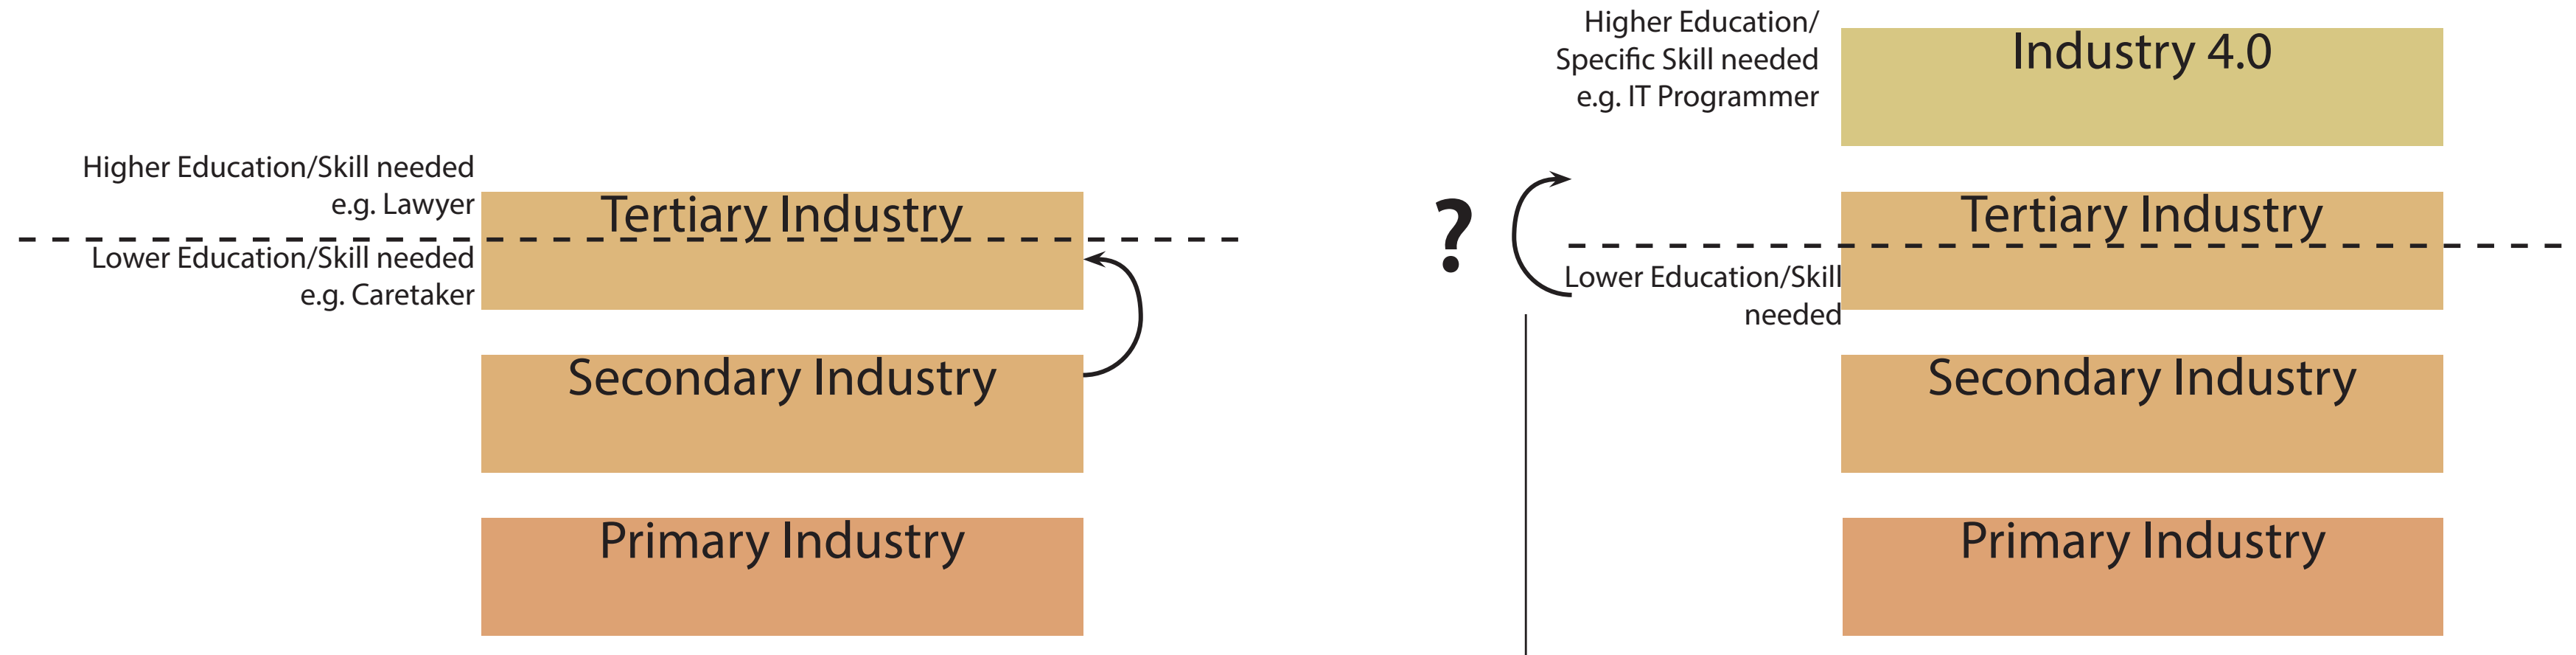 Higher Education/Skill needed
e.g. Lawyer
Lower Education/Skill needed
e.g. Caretaker
Tertiary Industry
Secondary Industry
Primary Industry
?
Higher Education/
Specific Skill needed
e.g. IT Programmer
Lower Education/Skill
needed
Industry 4.0
Tertiary Industry
Secondary Industry
Primary Industry